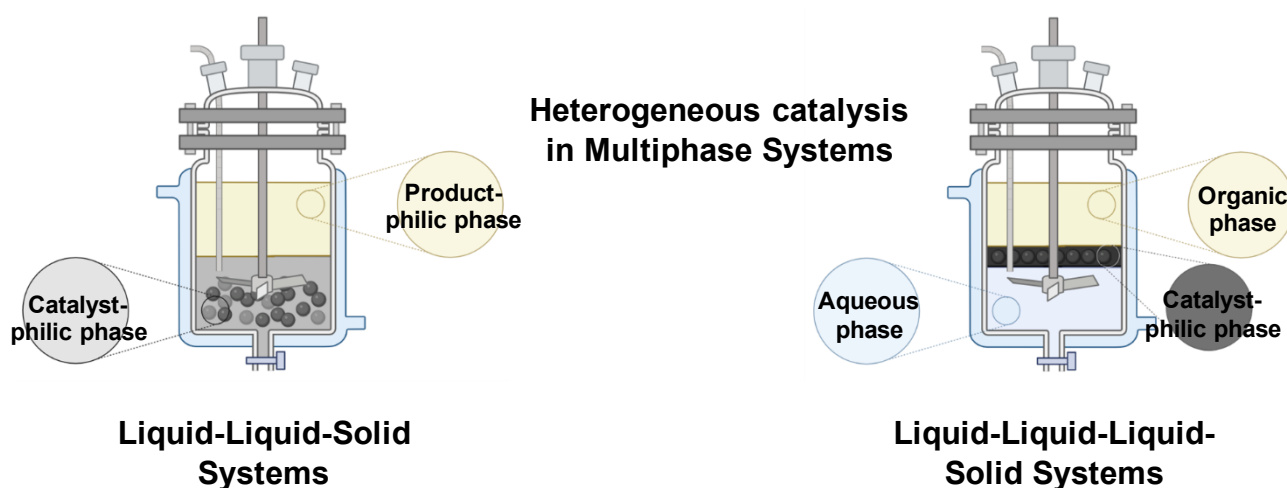 Heterogeneous catalysis
in Multiphase Systems
Product-
philic phase
Catalyst-
philic phase
Liquid-Liquid-Solid
Systems
Organic
phase
Aqueous
phase
Catalyst-
philic phase
Liquid-Liquid-Liquid-
Solid Systems